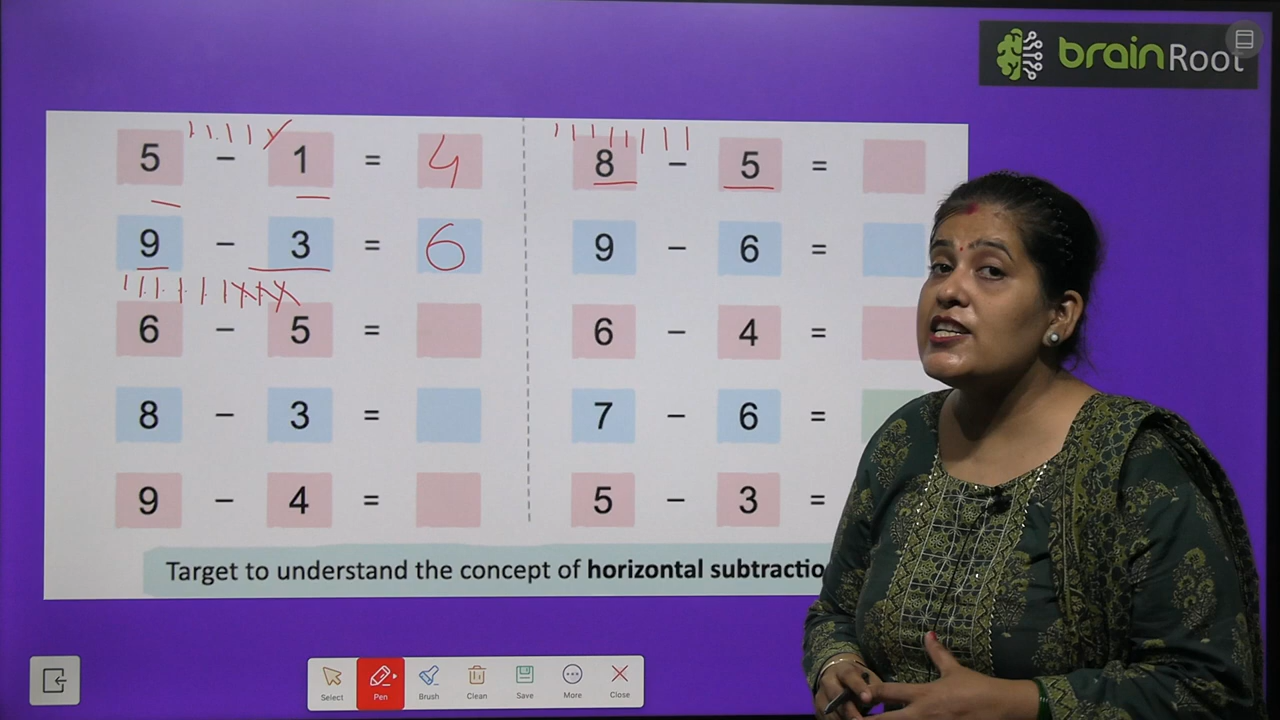 brainRoot
5 – 1 = 4
8 – 5 =
9 – 3 = 6
9 – 6 =
6 – 5 =
6 – 4 =
8 – 3 =
7 – 6 =
9 – 4 =
5 – 3 =
Target to understand the concept of horizontal subtractio
Select Pen Brush Clean Save More Close